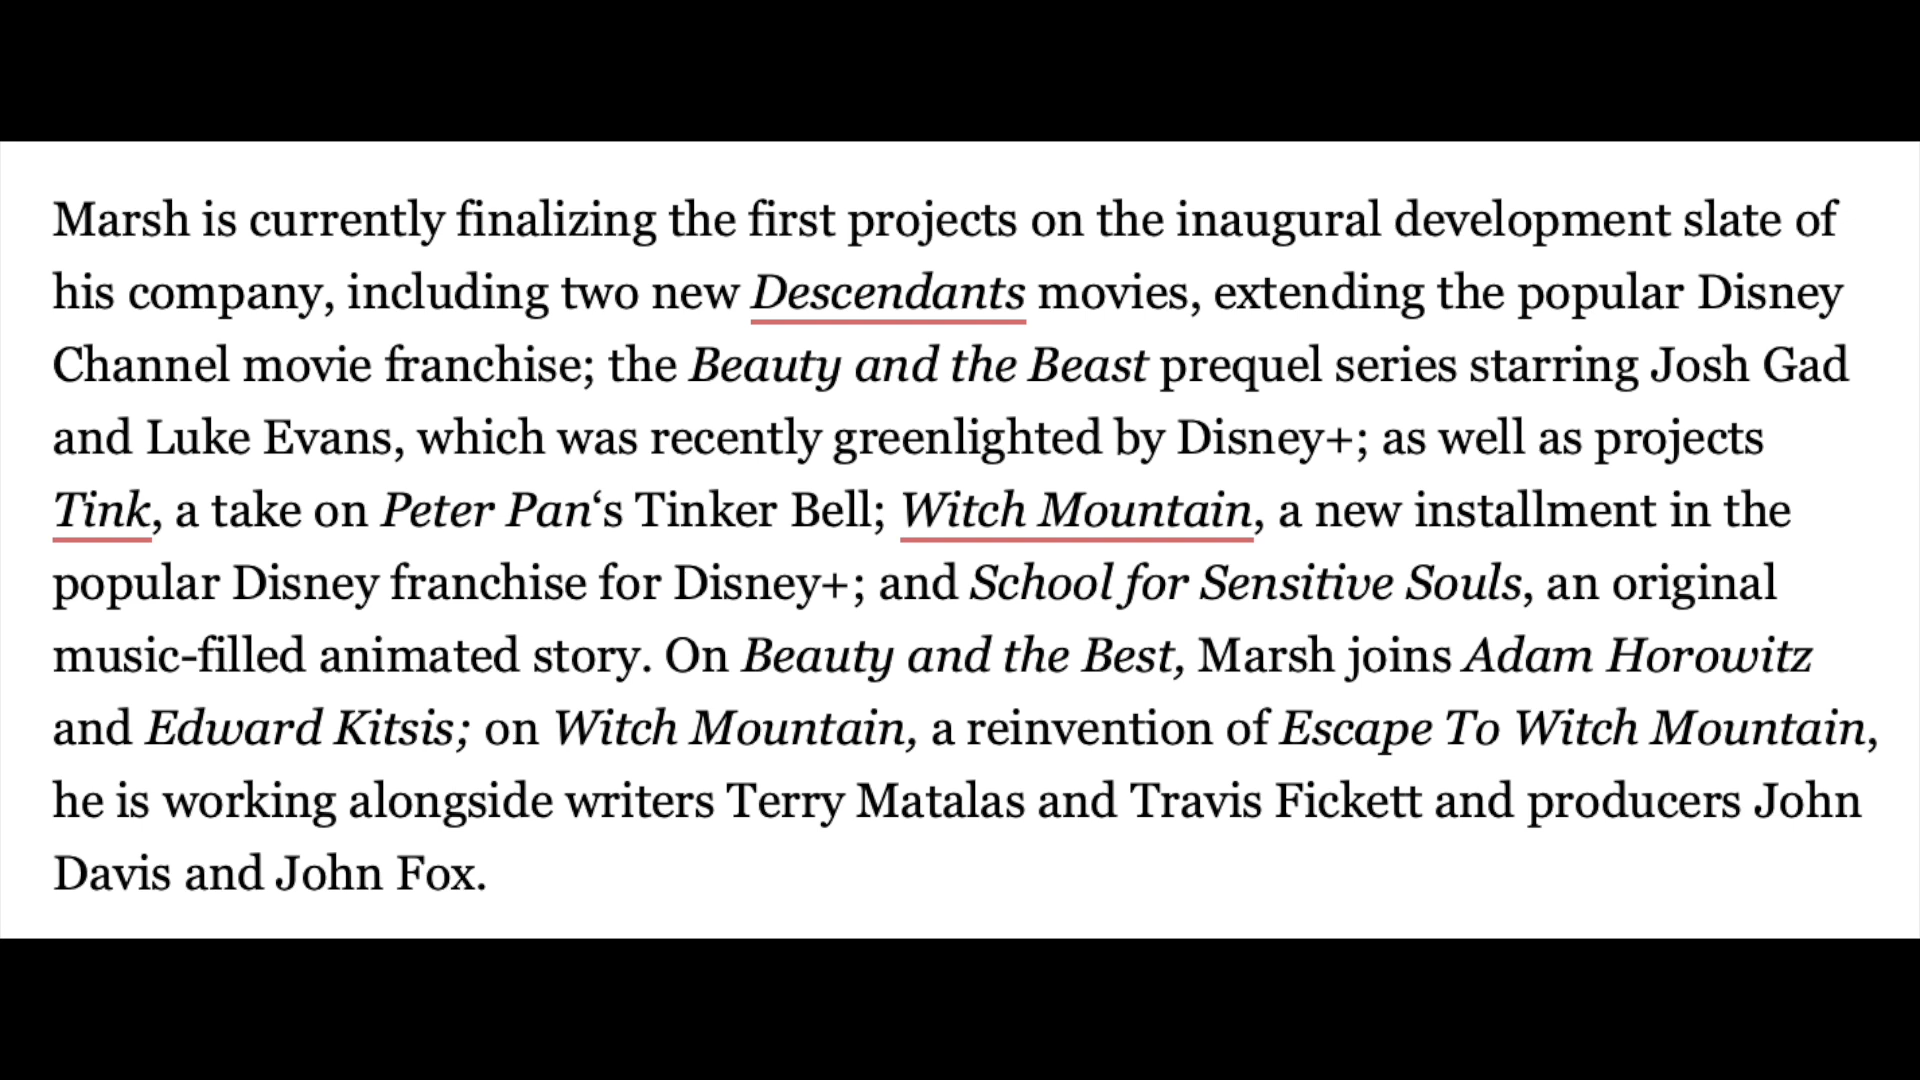 Marsh is currently finalizing the first projects on the inaugural development slate of
his company, including two new Descendants movies, extending the popular Disney
Channel movie franchise; the Beauty and the Beast prequel series starring Josh Gad
and Luke Evans, which was recently greenlighted by Disney+; as well as projects
Tink, a take on Peter Pan‘s Tinker Bell; Witch Mountain, a new installment in the
popular Disney franchise for Disney+; and School for Sensitive Souls, an original
music-filled animated story. On Beauty and the Best, Marsh joins Adam Horowitz
and Edward Kitsis; on Witch Mountain, a reinvention of Escape To Witch Mountain,
he is working alongside writers Terry Matalas and Travis Fickett and producers John
Davis and John Fox.